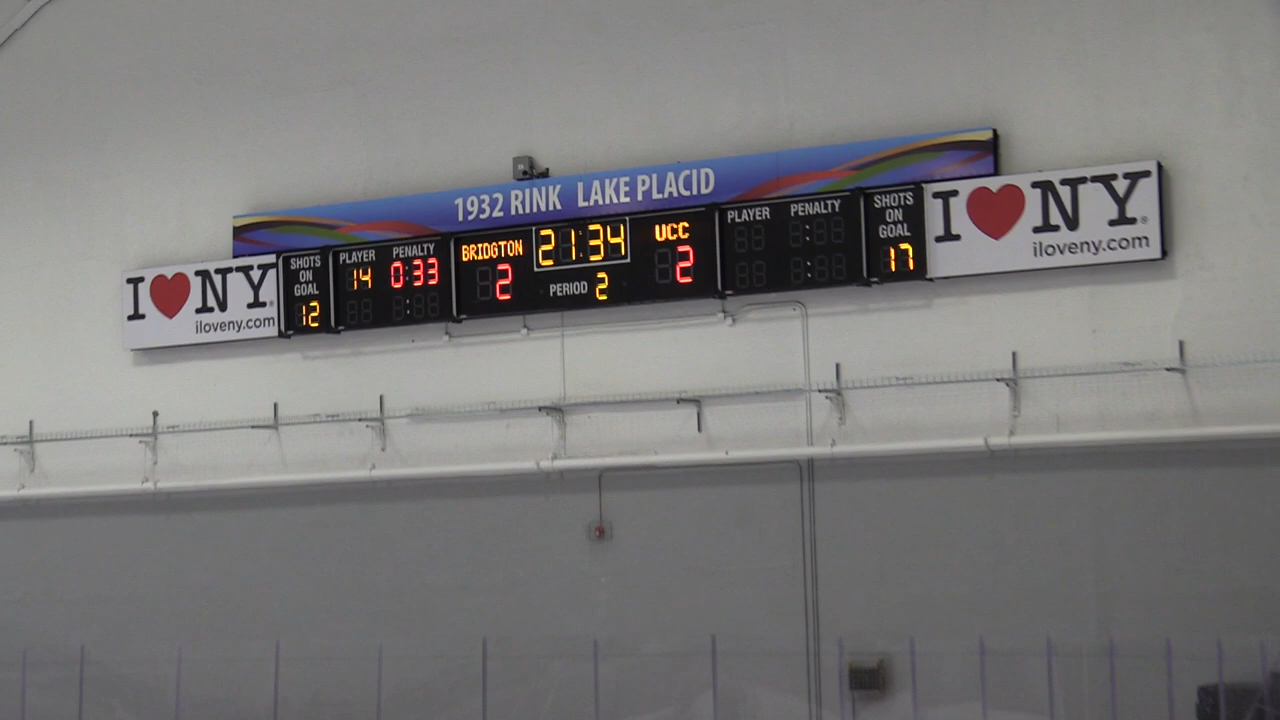 1932 RINK LAKE PLACID
I ❤ NY
iloveny.com
SHOTS
ON
GOAL
12
PLAYER PENALTY
14 0:33
BRIDGTON 21:34 UCC
2 PERIOD 2 2
PLAYER PENALTY
SHOTS
ON
GOAL
17
I ❤ NY
iloveny.com